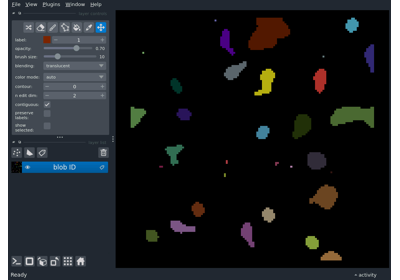 File View Plugins Window Help
label: 1
opacity: 0.70
brush size: 10
blending: translucent
color mode: auto
contour: 0
n edit dim: 2
contiguous:
preserve labels:
show selected:
blob ID
Ready
activity